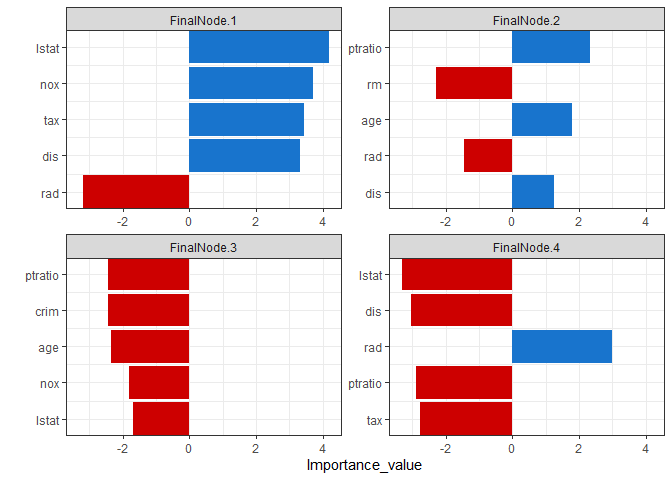 FinalNode.1
lstat
nox
tax
dis
rad
-2 0 2 4
FinalNode.2
ptratio
rm
age
rad
dis
-2 0 2 4
FinalNode.3
ptratio
crim
age
nox
lstat
-2 0 2 4
FinalNode.4
lstat
dis
rad
ptratio
tax
-2 0 2 4
Importance_value